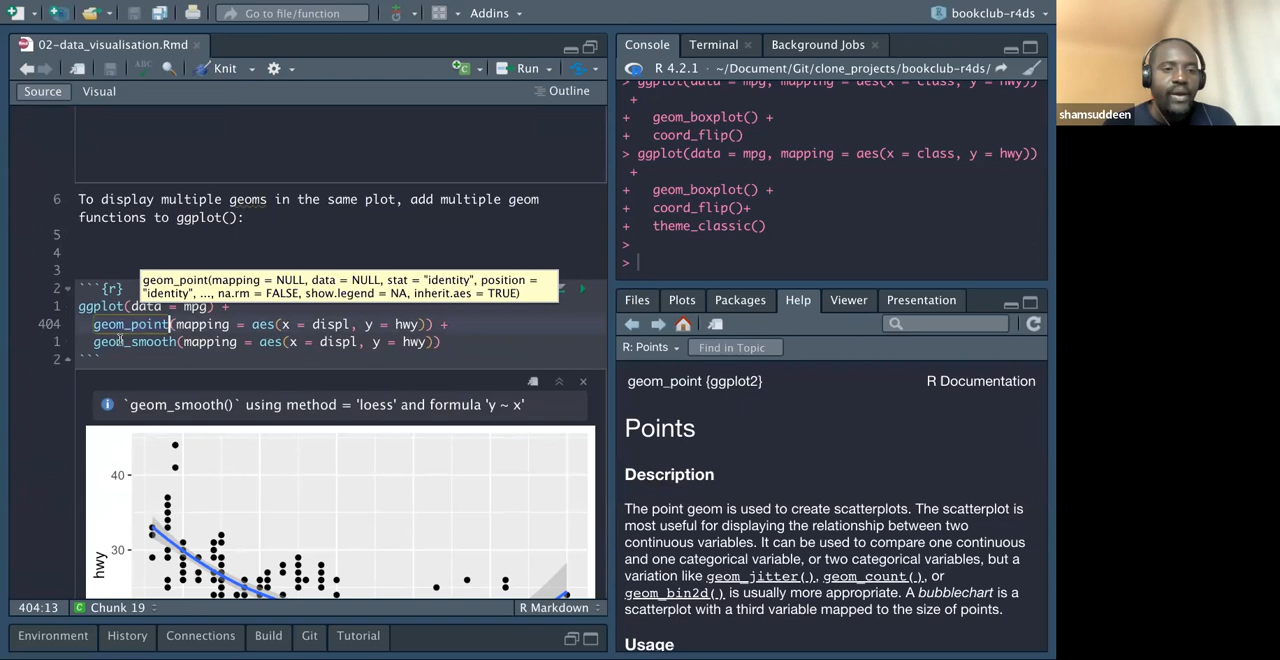 Go to file/function
Addins
bookclub-r4ds
02-data_visualisation.Rmd
ABC
Knit
Run
Source
Visual
Outline
6 To display multiple geoms in the same plot, add multiple geom
functions to ggplot():
5
4
3
geom_point(mapping = NULL, data = NULL, stat = "identity", position =
"identity", ..., na.rm = FALSE, show.legend = NA, inherit.aes = TRUE)
2 ```{r}
1 ggplot(data = mpg) +
404 geom_point(mapping = aes(x = displ, y = hwy)) +
1 geom_smooth(mapping = aes(x = displ, y = hwy))
2 ```
`geom_smooth()` using method = 'loess' and formula 'y ~ x'
40
30
hwy
404:13
C Chunk 19
R Markdown
Environment
History
Connections
Build
Git
Tutorial
Console
Terminal
Background Jobs
R 4.2.1 · ~/Document/Git/clone_projects/bookclub-r4ds/
> ggplot(data = mpg, mapping = aes(x = class, y = hwy))
+
+ geom_boxplot() +
+ coord_flip()
> ggplot(data = mpg, mapping = aes(x = class, y = hwy))
+
+ geom_boxplot() +
+ coord_flip()+
+ theme_classic()
>
>
Files
Plots
Packages
Help
Viewer
Presentation
R: Points
Find in Topic
geom_point {ggplot2}
R Documentation
Points
Description
The point geom is used to create scatterplots. The scatterplot is
most useful for displaying the relationship between two
continuous variables. It can be used to compare one continuous
and one categorical variable, or two categorical variables, but a
variation like geom_jitter(), geom_count(), or
geom_bin2d() is usually more appropriate. A bubblechart is a
scatterplot with a third variable mapped to the size of points.
Usage
shamsuddeen